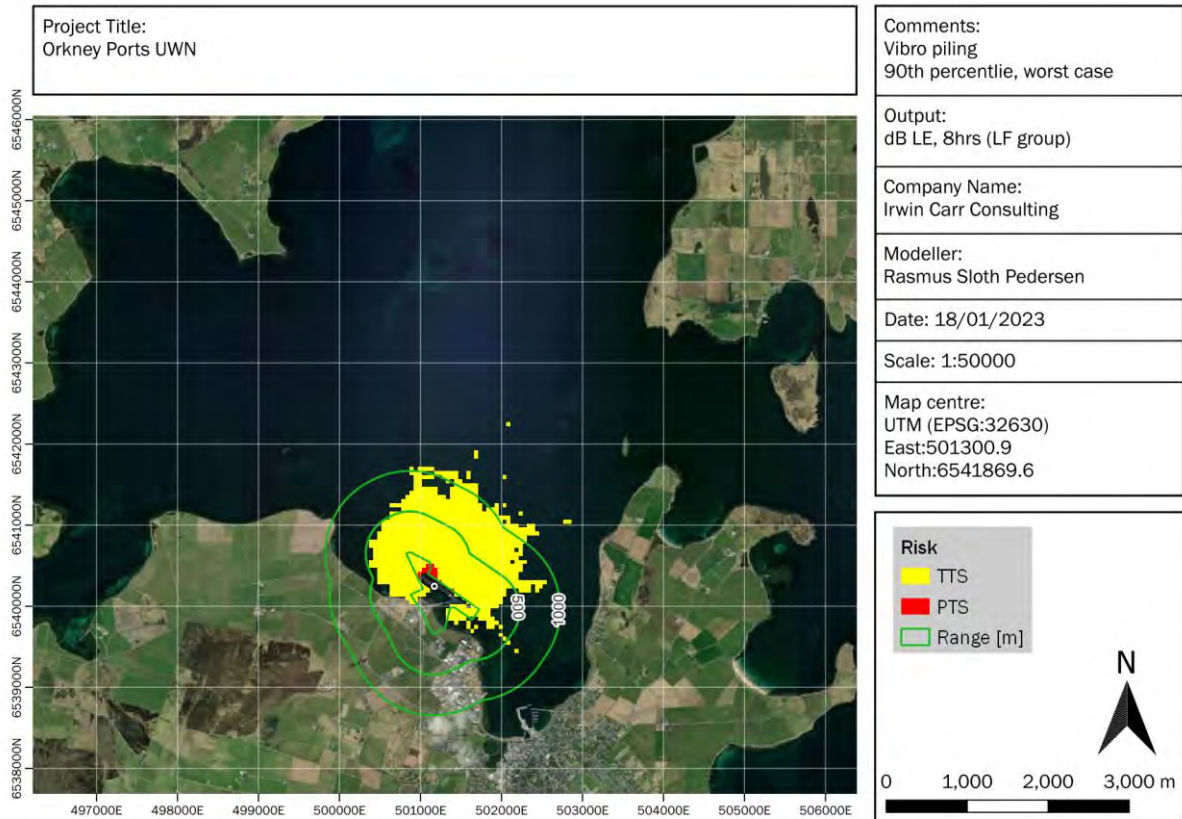 Project Title:
Orkney Ports UWN
Comments:
Vibro piling
90th percentlie, worst case
Output:
dB LE, 8hrs (LF group)
Company Name:
Irwin Carr Consulting
Modeller:
Rasmus Sloth Pedersen
Date: 18/01/2023
Scale: 1:50000
Map centre:
UTM (EPSG:32630)
East:501300.9
North:6541869.6
6546000N
6545000N
6544000N
6543000N
6542000N
6541000N
6540000N
6539000N
6538000N
500
1000
497000E 498000E 499000E 500000E 501000E 502000E 503000E 504000E 505000E 506000E
Risk
TTS
PTS
Range [m]
N
0 1,000 2,000 3,000 m